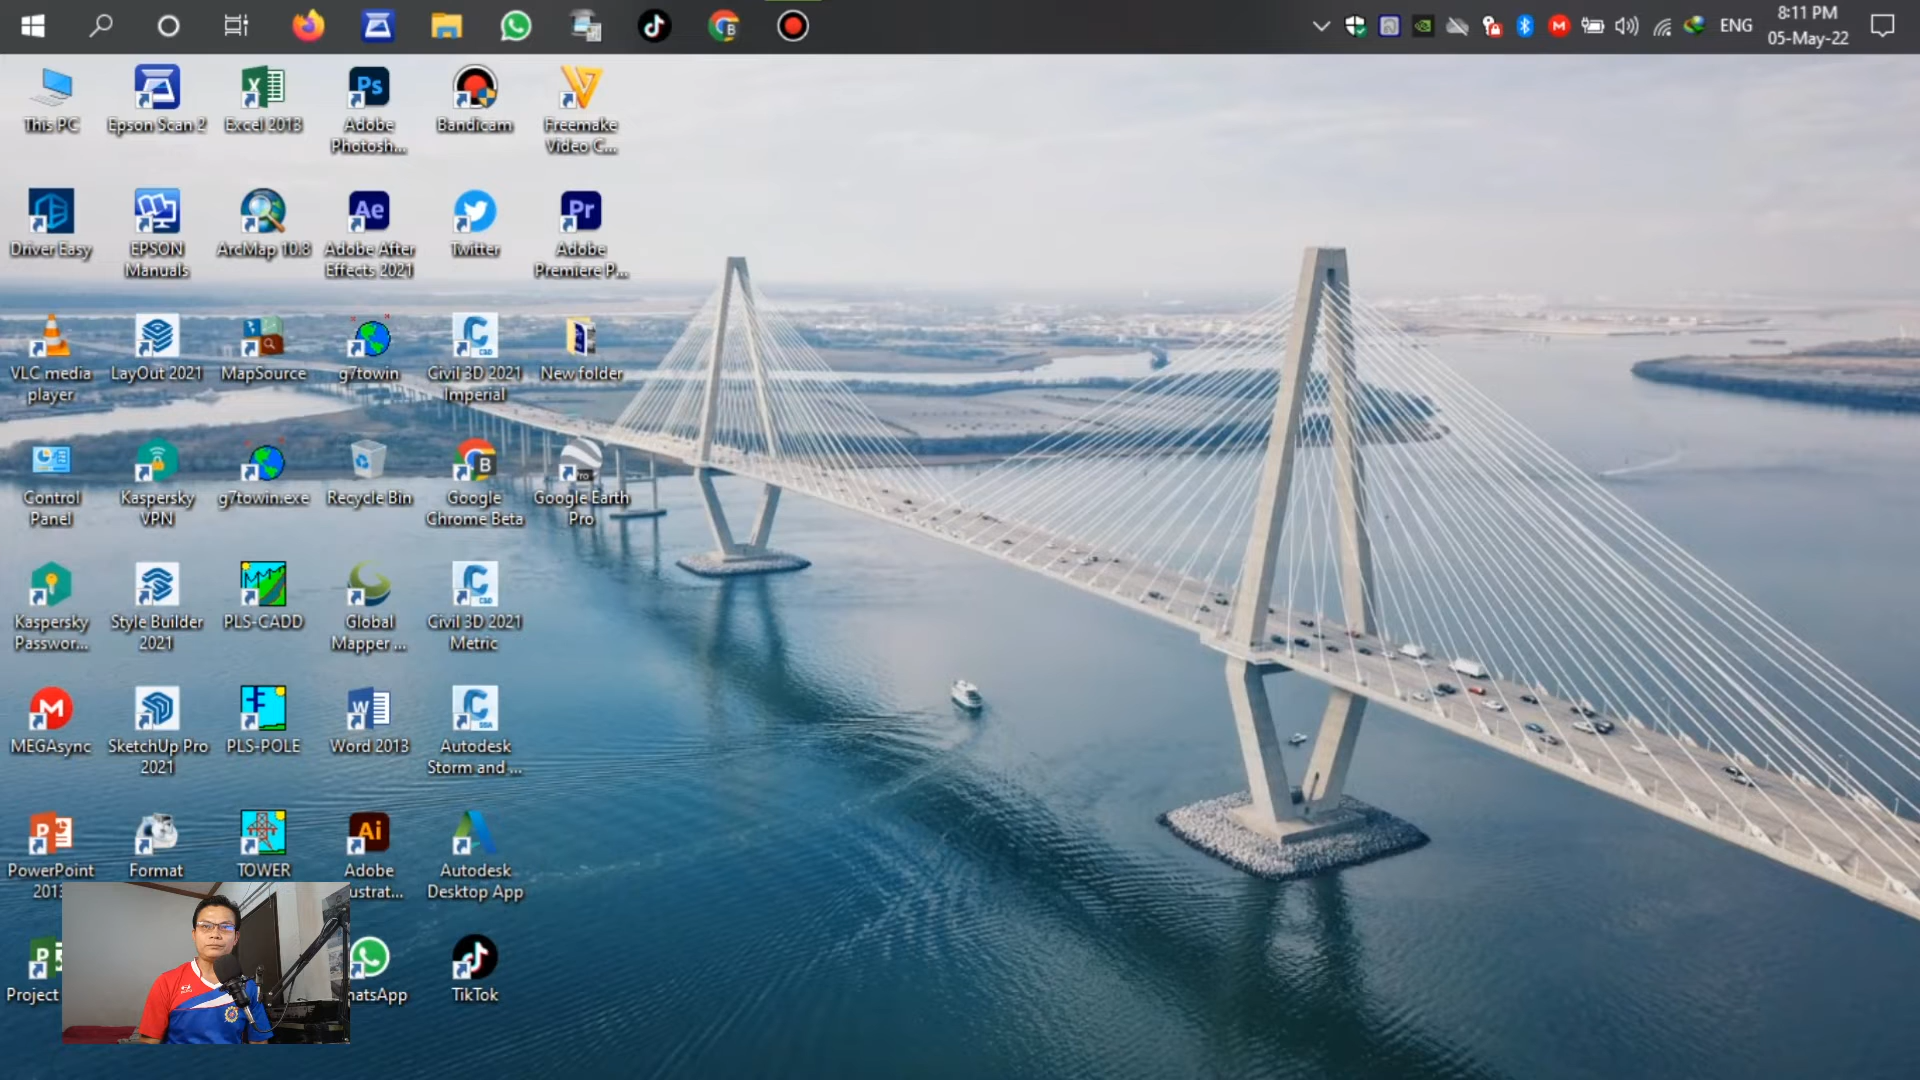 ENG
8:11 PM
05-May-22
This PC
Epson Scan 2
Excel 2013
Adobe
Photosh...
Bandicam
Freemake
Video C...
Driver Easy
EPSON
Manuals
ArcMap 10.8
Adobe After
Effects 2021
Twitter
Adobe
Premiere P...
VLC media
player
LayOut 2021
MapSource
g7towin
Civil 3D 2021
Imperial
New folder
Control
Panel
Kaspersky
VPN
g7towin.exe
Recycle Bin
Google
Chrome Beta
Google Earth
Pro
Kaspersky
Passwor...
Style Builder
2021
PLS-CADD
Global
Mapper ...
Civil 3D 2021
Metric
MEGAsync
SketchUp Pro
2021
PLS-POLE
Word 2013
Autodesk
Storm and ...
PowerPoint
201
Format
TOWER
Adobe
ustrat...
Autodesk
Desktop App
Project
hatsApp
TikTok